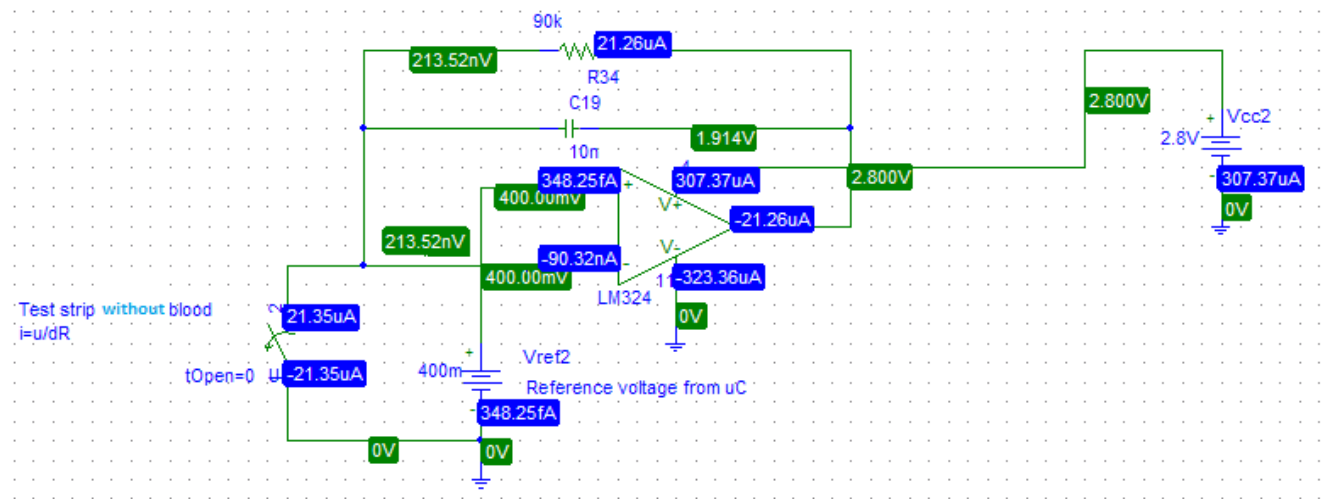 90k
21.26uA
213.52nV
R34
C19
2.800V
Vcc2
+
1.914V
2.8V
10n
348.25fA
+
307.37uA
2.800V
-
307.37uA
400.00mV
V+
0V
-21.26uA
213.52nV
V-
-90.32nA
-
400.00mV
11
-323.36uA
LM324
Test strip without blood
2
21.35uA
0V
i=u/dR
+
Vref2
tOpen=0
-21.35uA
400m
Reference voltage from uC
-
348.25fA
0V
0V